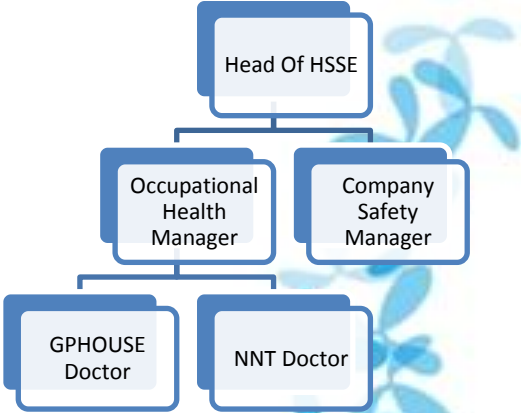 Head Of HSSE
Occupational
Health
Manager
Company
Safety
Manager
GPHOUSE
Doctor
NNT Doctor